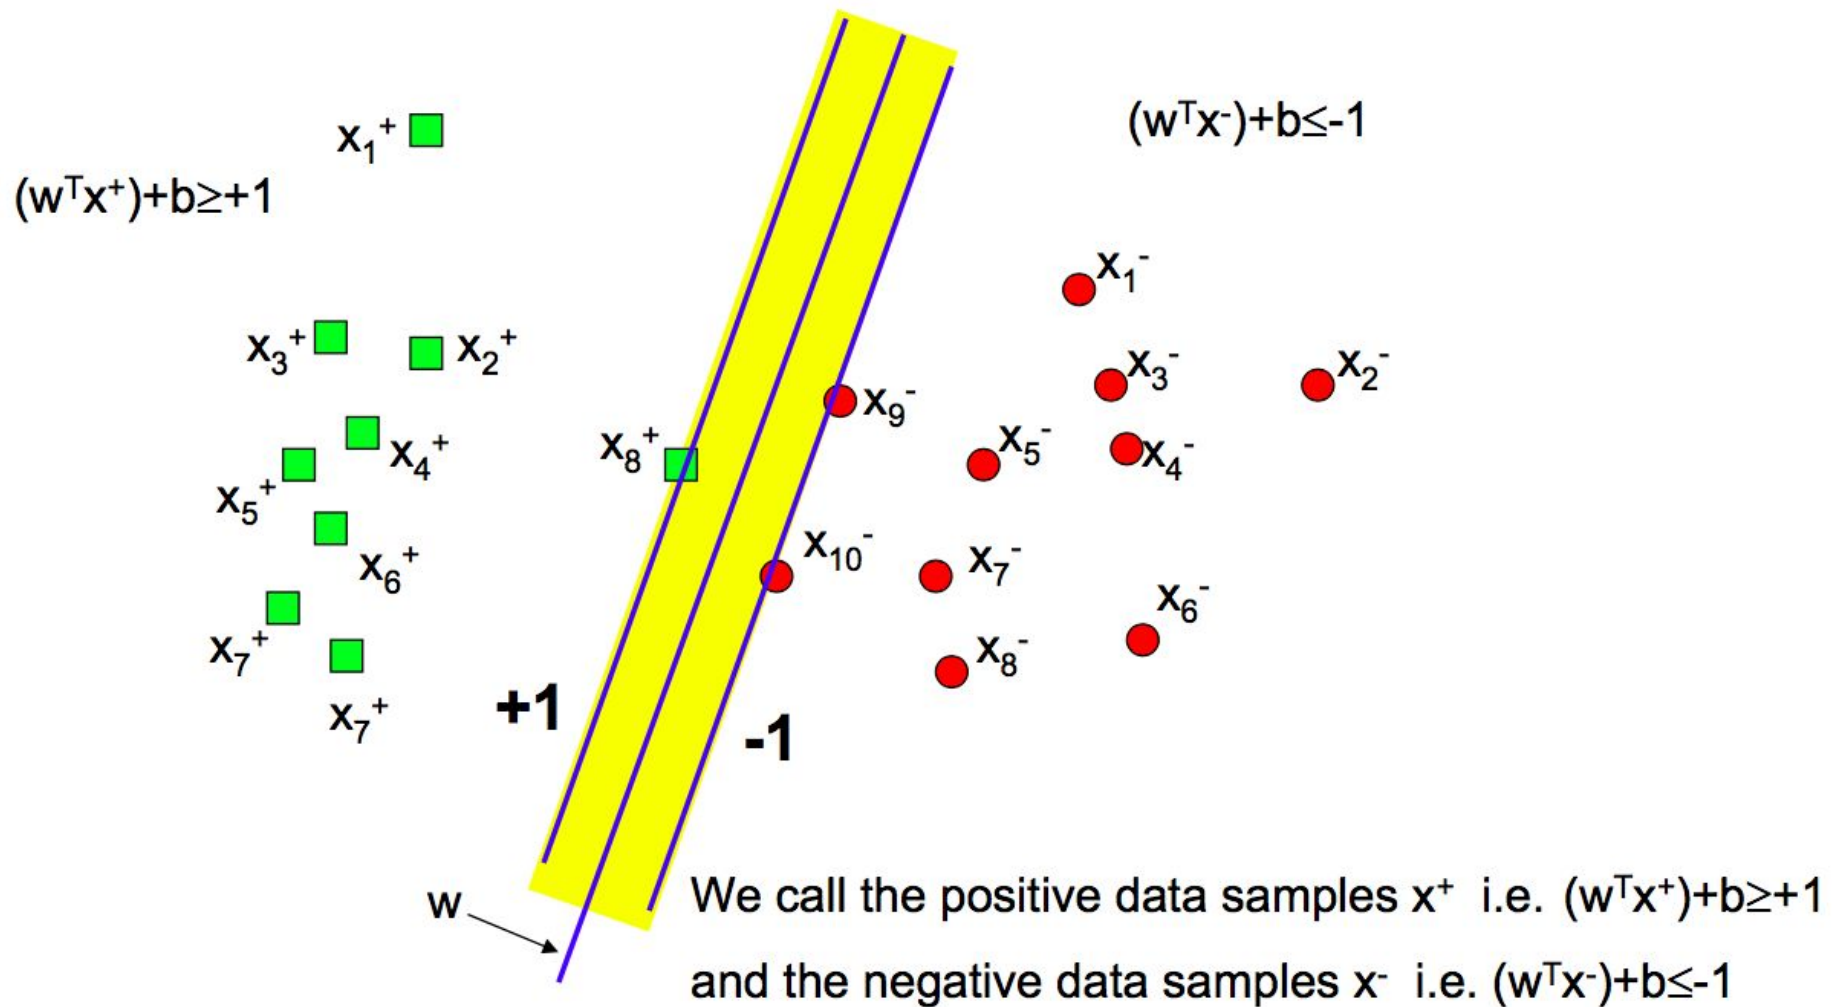 x₁⁺
(wᵀx⁻)+b≤-1
(wᵀx⁺)+b≥+1
x₁⁻
x₃⁺
x₂⁺
x₃⁻
x₂⁻
x₉⁻
x₈⁺
x₅⁻
x₄⁺
x₄⁻
x₅⁺
x₁₀⁻
x₇⁻
x₆⁺
x₆⁻
x₇⁺
x₈⁻
x₇⁺
+1
-1
w
We call the positive data samples x⁺ i.e. (wᵀx⁺)+b≥+1
and the negative data samples x⁻ i.e. (wᵀx⁻)+b≤-1